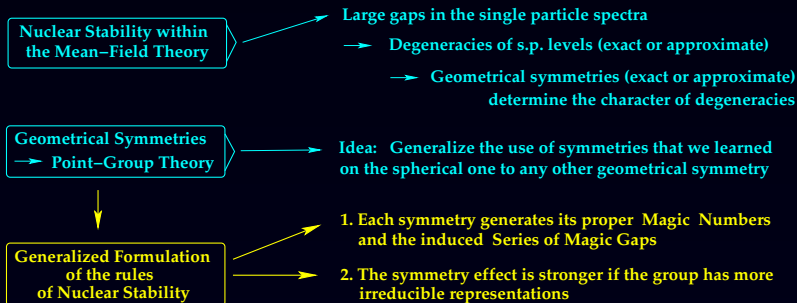 Nuclear Stability within
the Mean–Field Theory
Large gaps in the single particle spectra
Degeneracies of s.p. levels (exact or approximate)
Geometrical symmetries (exact or approximate)
determine the character of degeneracies
Geometrical Symmetries
Point–Group Theory
Idea: Generalize the use of symmetries that we learned
on the spherical one to any other geometrical symmetry
Generalized Formulation
of the rules
of Nuclear Stability
1. Each symmetry generates its proper Magic Numbers
and the induced Series of Magic Gaps
2. The symmetry effect is stronger if the group has more
irreducible representations